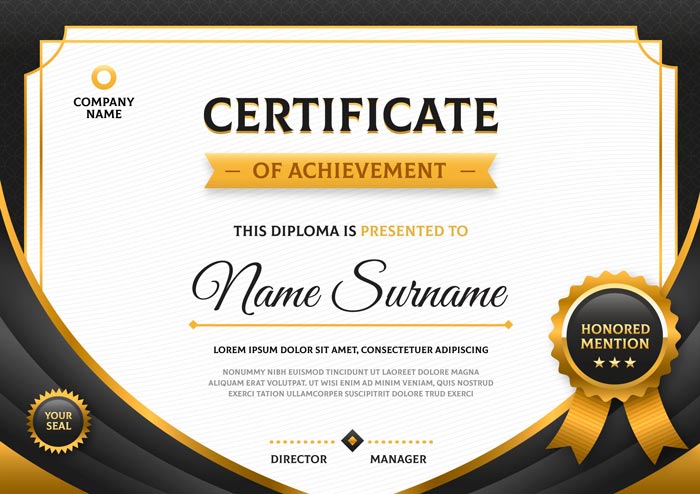 COMPANY
NAME
CERTIFICATE
OF ACHIEVEMENT
THIS DIPLOMA IS PRESENTED TO
Name Surname
LOREM IPSUM DOLOR SIT AMET, CONSECTETUER ADIPISCING
NONUMMY NIBH EUISMOD TINCIDUNT UT LAOREET DOLORE MAGNA
ALIQUAM ERAT VOLUTPAT. UT WISI ENIM AD MINIM VENIAM, QUIS NOSTRUD
EXERCI TATION ULLAMCORPER SUSCIPITRIT DOLORE TRUD EXERCI
HONORED
MENTION
YOUR
SEAL
DIRECTOR MANAGER